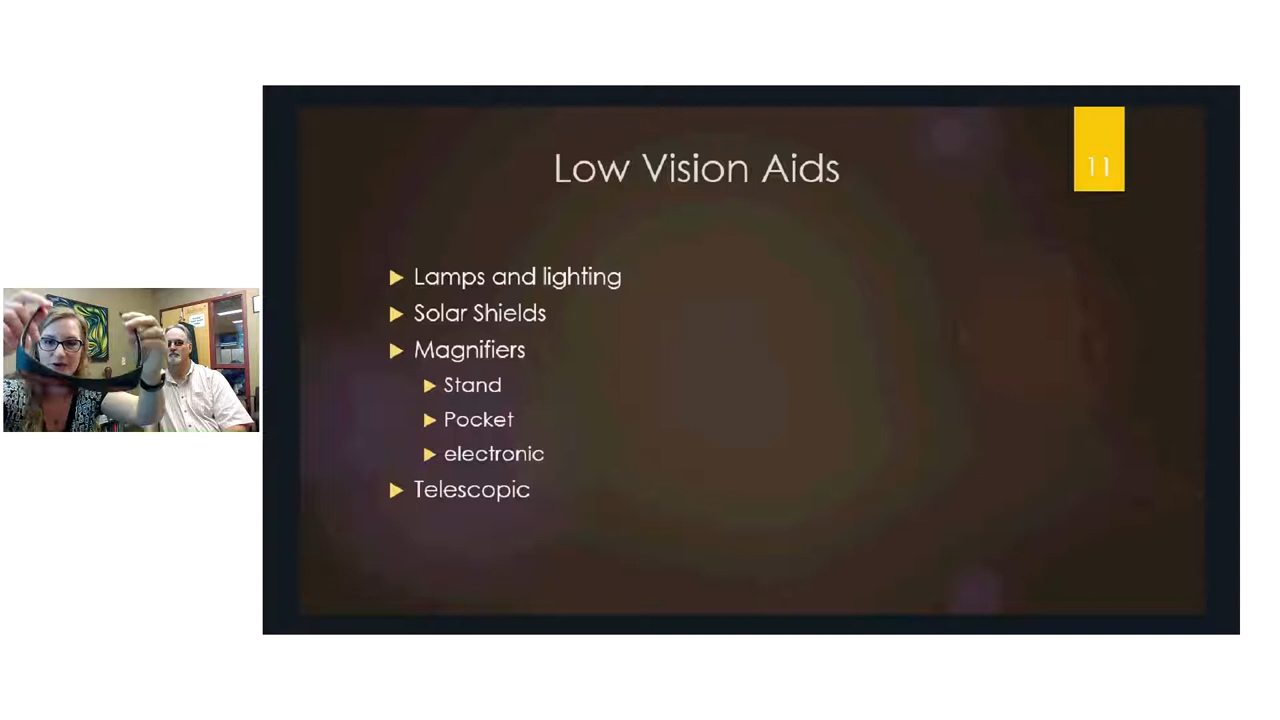 Low Vision Aids
11
Lamps and lighting
Solar Shields
Magnifiers
Stand
Pocket
electronic
Telescopic